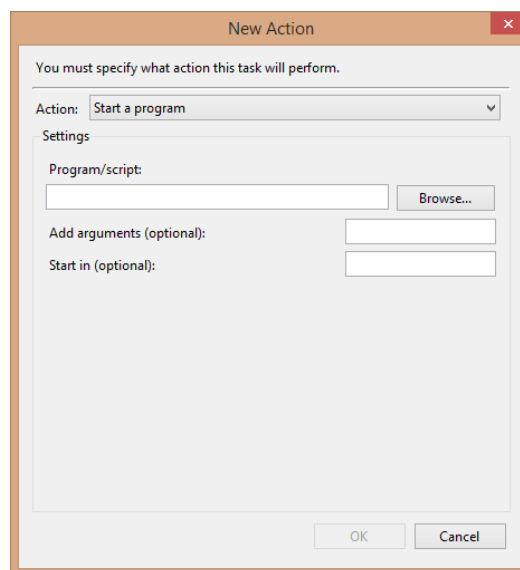 New Action
You must specify what action this task will perform.
Action: Start a program
Settings
Program/script:
Browse...
Add arguments (optional):
Start in (optional):
OK Cancel